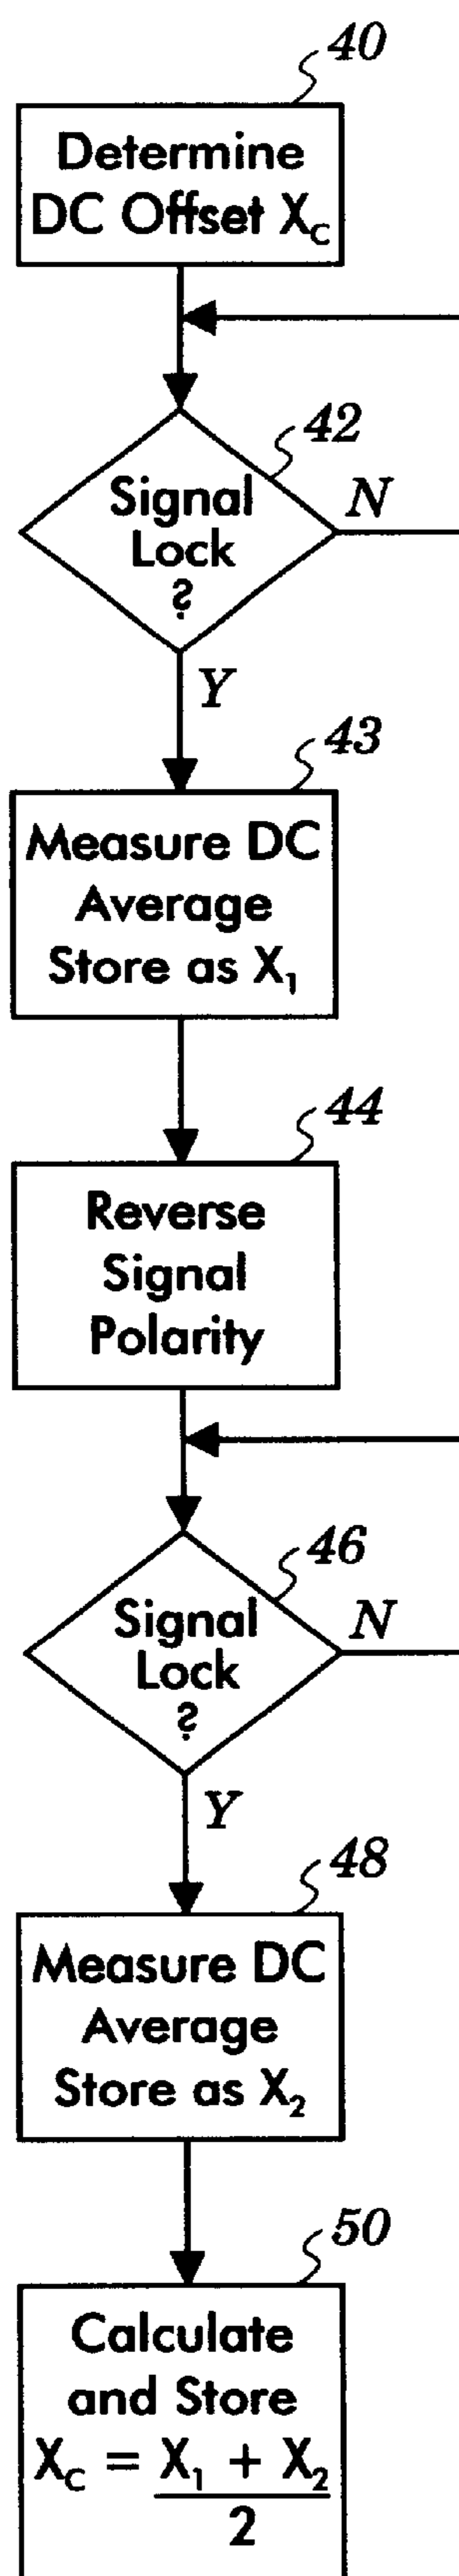 40
Determine
DC Offset X_C
42
Signal
Lock
?
N
Y
43
Measure DC
Average
Store as X_1
44
Reverse
Signal
Polarity
46
Signal
Lock
?
N
Y
48
Measure DC
Average
Store as X_2
50
Calculate
and Store
X_C = X_1 + X_2
2